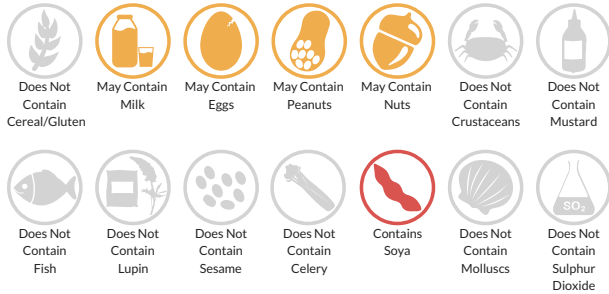 Does Not
Contain
Cereal/Gluten
May Contain
Milk
May Contain
Eggs
May Contain
Peanuts
May Contain
Nuts
Does Not
Contain
Crustaceans
Does Not
Contain
Mustard
Does Not
Contain
Fish
Does Not
Contain
Lupin
Does Not
Contain
Sesame
Does Not
Contain
Celery
Contains
Soya
Does Not
Contain
Molluscs
SO₂
Does Not
Contain
Sulphur
Dioxide